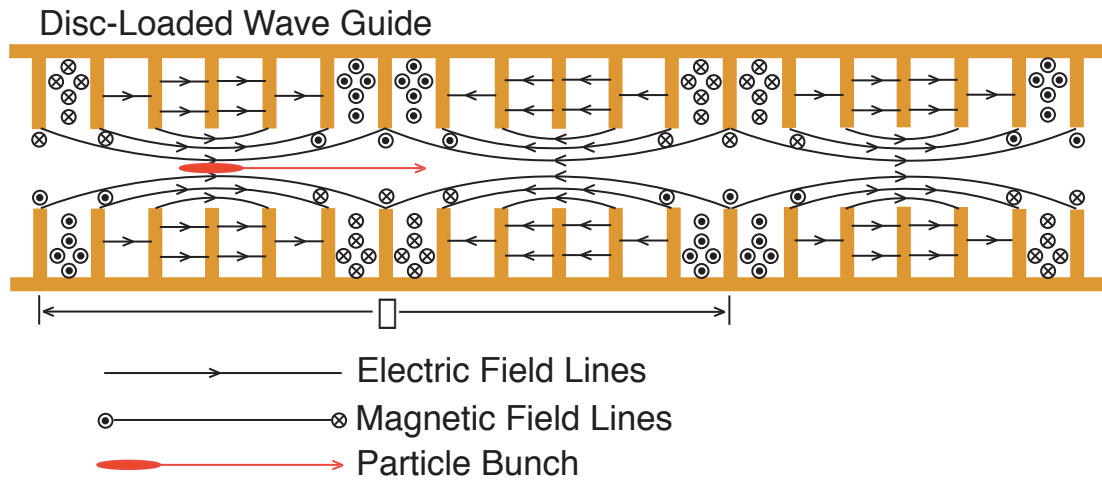 Disc-Loaded Wave Guide
Electric Field Lines
Magnetic Field Lines
Particle Bunch